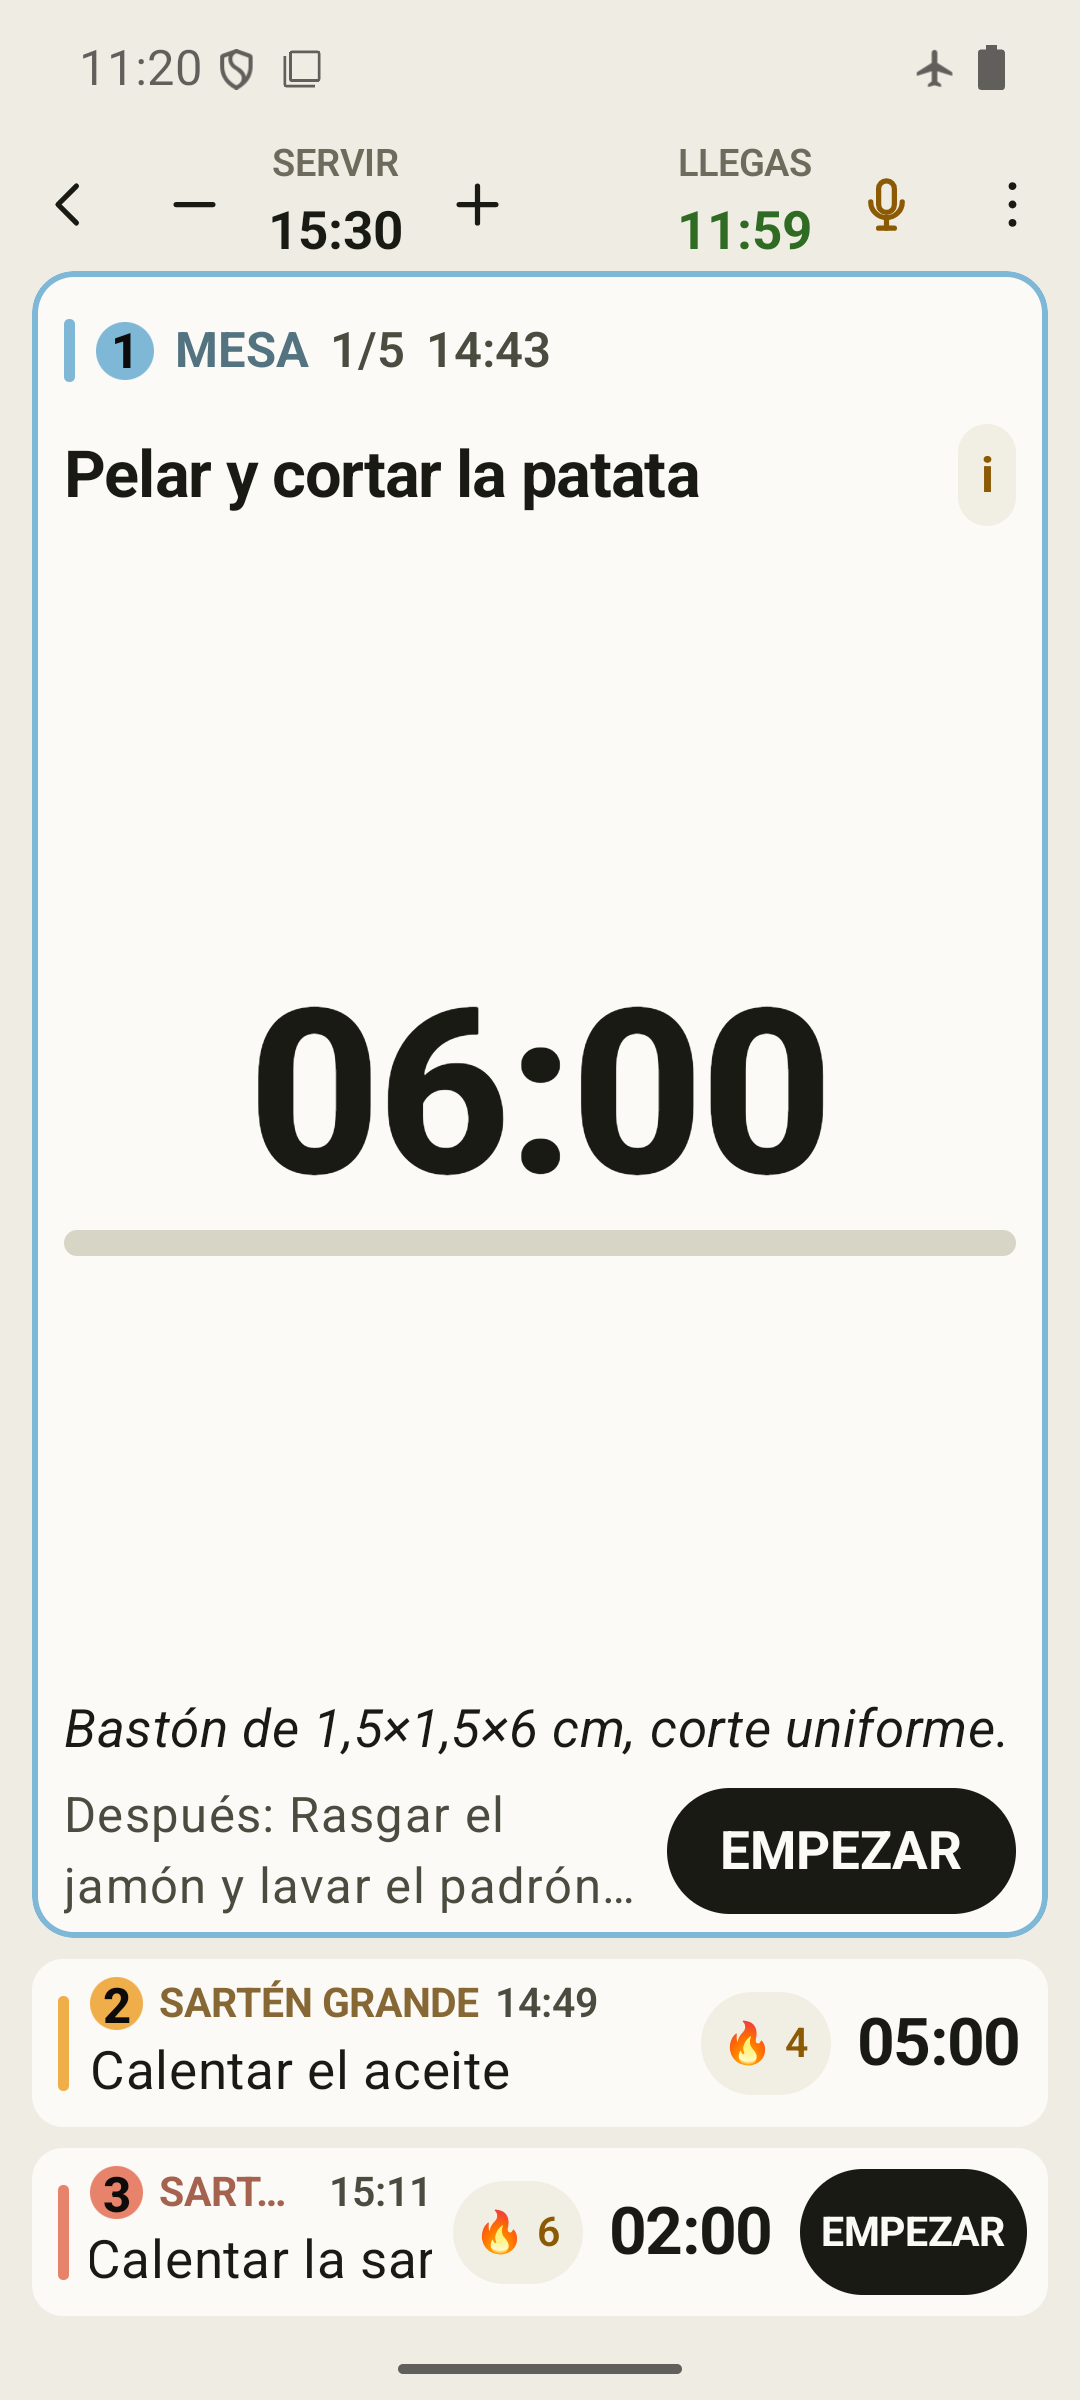 11:20
SERVIR
15:30
LLEGAS
11:59
1 MESA 1/5 14:43
Pelar y cortar la patata
i
06:00
Bastón de 1,5×1,5×6 cm, corte uniforme.
Después: Rasgar el
jamón y lavar el padrón…
EMPEZAR
2 SARTÉN GRANDE 14:49
Calentar el aceite
4
05:00
3 SART… 15:11
Calentar la sar
6
02:00
EMPEZAR